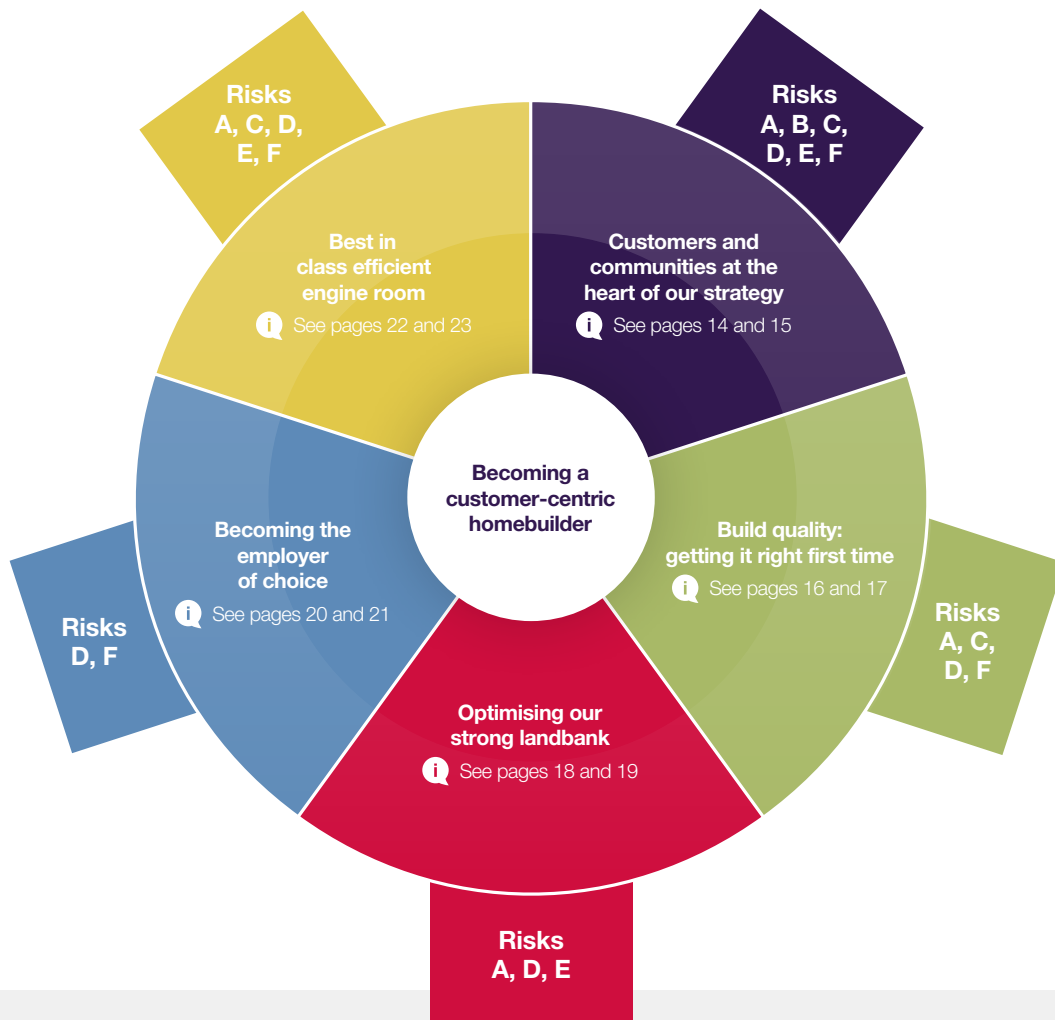 Risks
A, C, D,
E, F
Risks
A, B, C,
D, E, F
Best in
class efficient
engine room
i See pages 22 and 23
Customers and
communities at the
heart of our strategy
i See pages 14 and 15
Becoming a
customer-centric
homebuilder
Becoming the
employer
of choice
i See pages 20 and 21
Build quality:
getting it right first time
i See pages 16 and 17
Risks
D, F
Risks
A, C,
D, F
Optimising our
strong landbank
i See pages 18 and 19
Risks
A, D, E